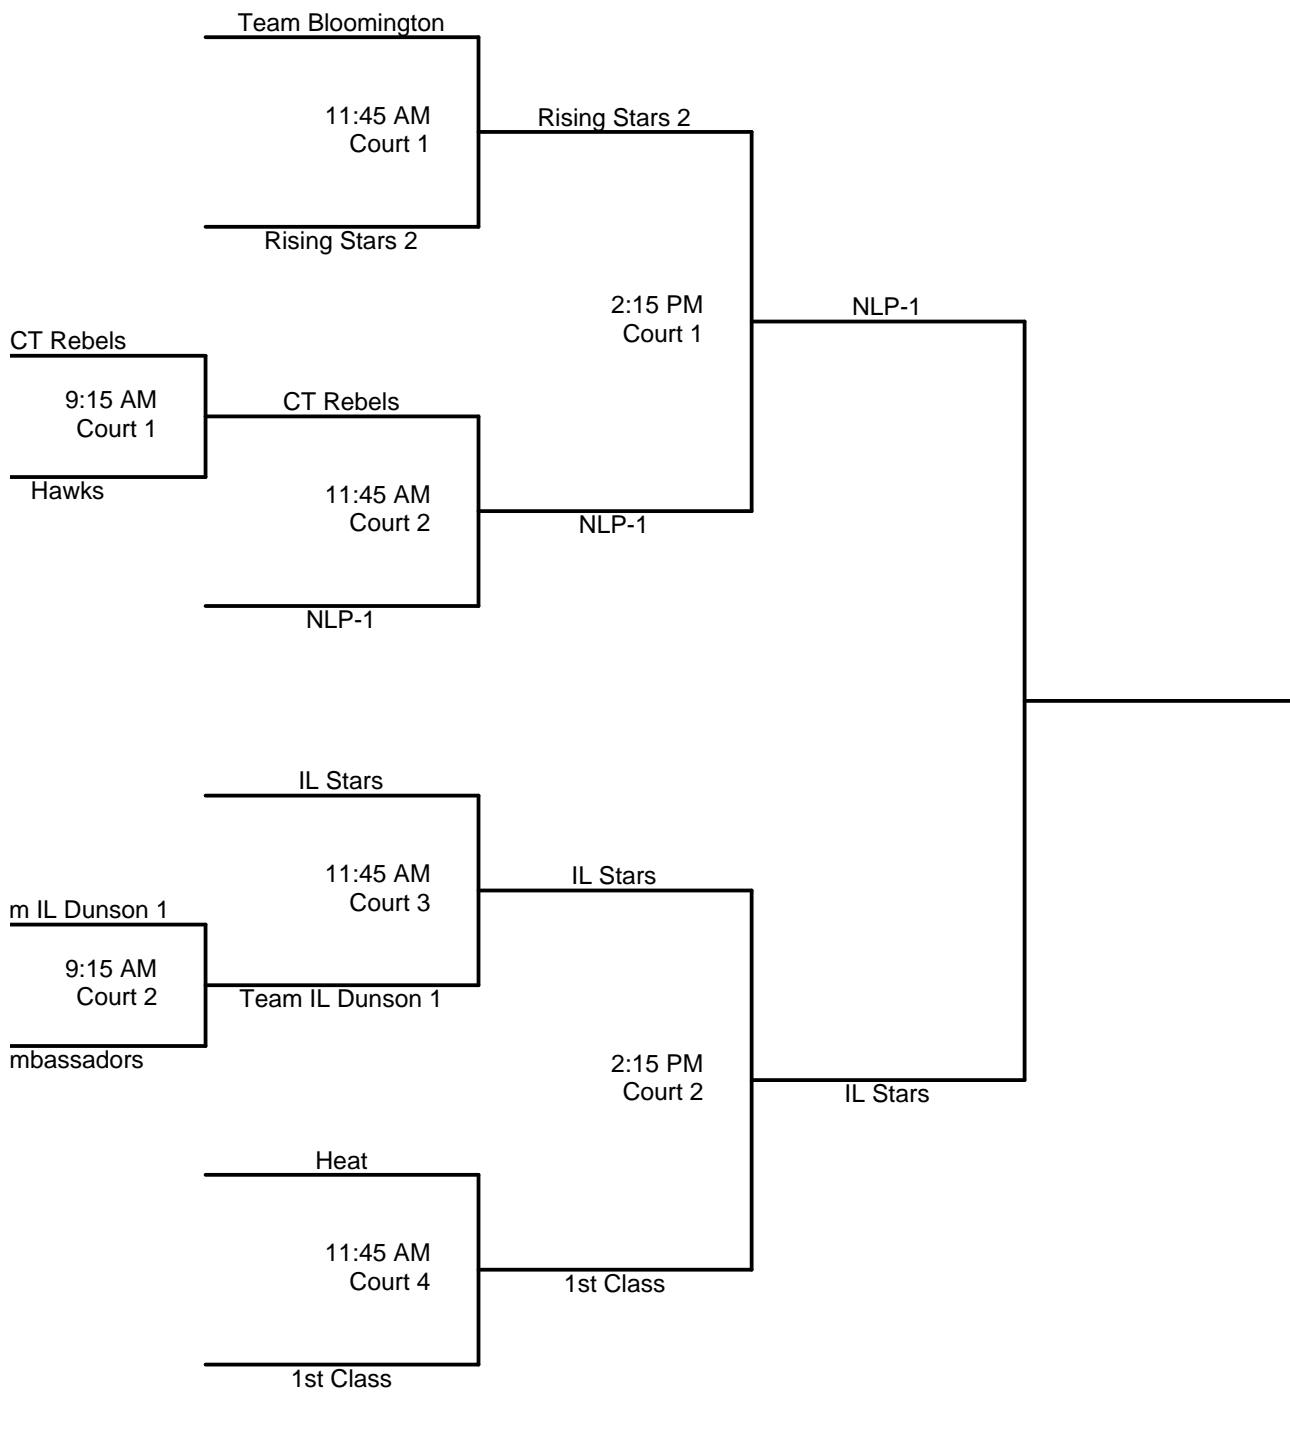 Team Bloomington
11:45 AM
Court 1
Rising Stars 2
Rising Stars 2
2:15 PM
Court 1
NLP-1
CT Rebels
9:15 AM
Court 1
CT Rebels
Hawks
11:45 AM
Court 2
NLP-1
NLP-1
IL Stars
11:45 AM
Court 3
IL Stars
m IL Dunson 1
9:15 AM
Court 2
Team IL Dunson 1
mbassadors
2:15 PM
Court 2
IL Stars
Heat
11:45 AM
Court 4
1st Class
1st Class